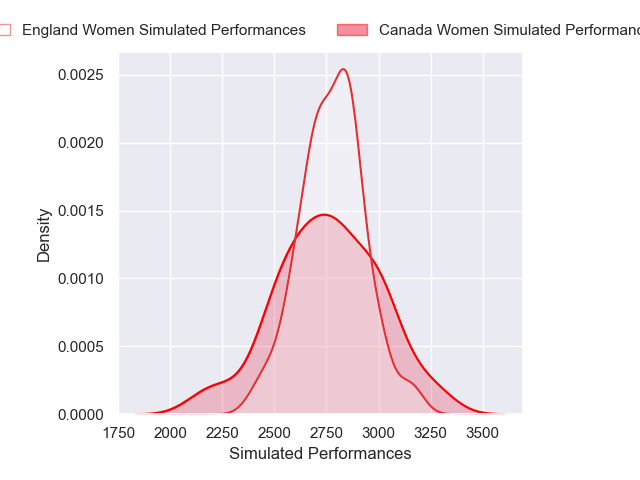 England Women Simulated Performances
Canada Women Simulated
0.0025
0.0020
0.0015
0.0010
0.0005
0.0000
Density
1750 2000 2250 2500 2750 3000 3250 3500
Simulated Performances